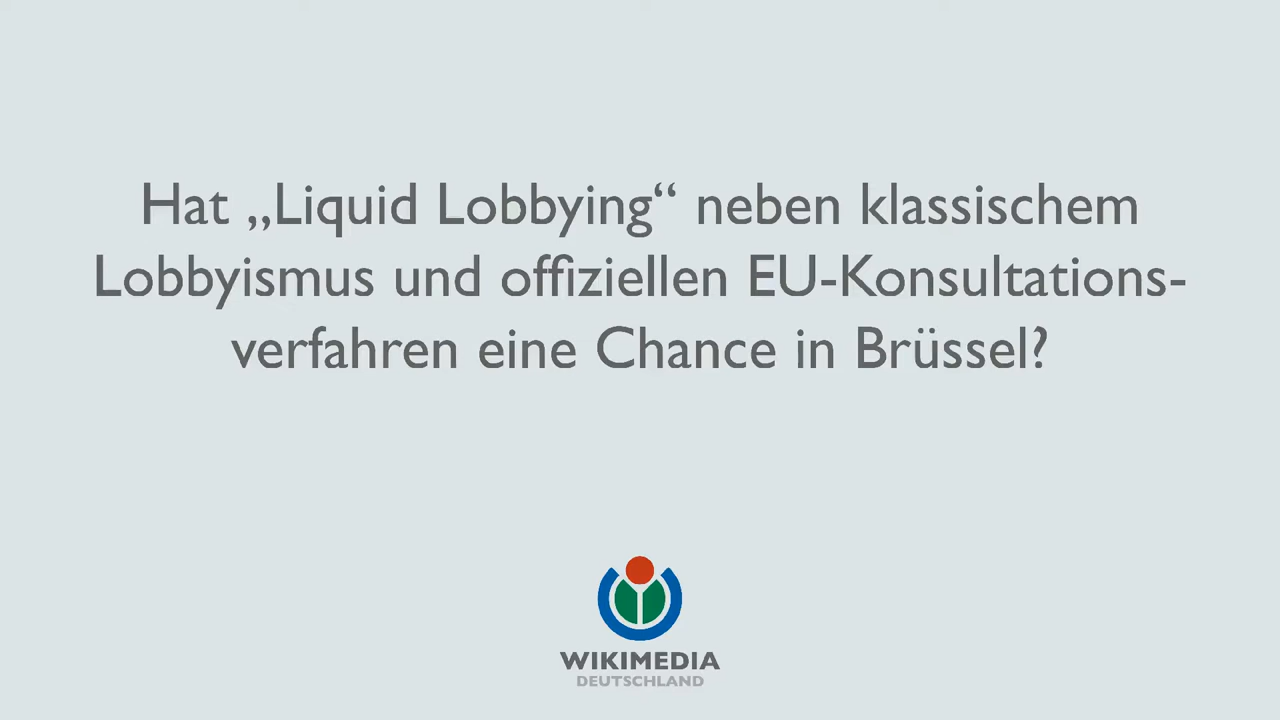 Hat „Liquid Lobbying“ neben klassischem
Lobbyismus und offiziellen EU-Konsultations-
verfahren eine Chance in Brüssel?
WIKIMEDIA
DEUTSCHLAND